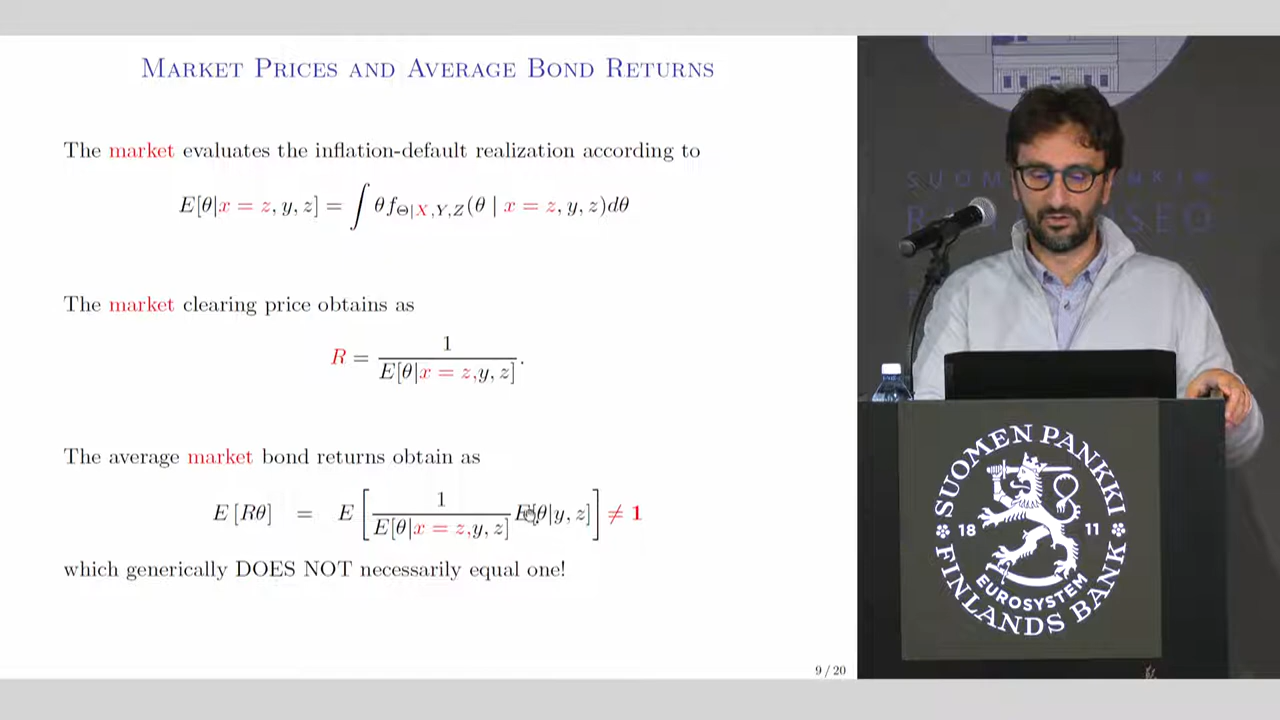 MARKET PRICES AND AVERAGE BOND RETURNS
The market evaluates the inflation-default realization according to
E[θ|x = z, y, z] = ∫ θf_{Θ|X,Y,Z}(θ | x = z, y, z)dθ
The market clearing price obtains as
R = 1 / E[θ|x = z,y, z].
The average market bond returns obtain as
E [Rθ] = E [ 1 / E[θ|x = z,y, z] E[θ|y, z] ] ≠ 1
which generically DOES NOT necessarily equal one!
9 / 20
SUOMEN PANKKI
18 11
EUROSYSTEM
FINLANDS BANK